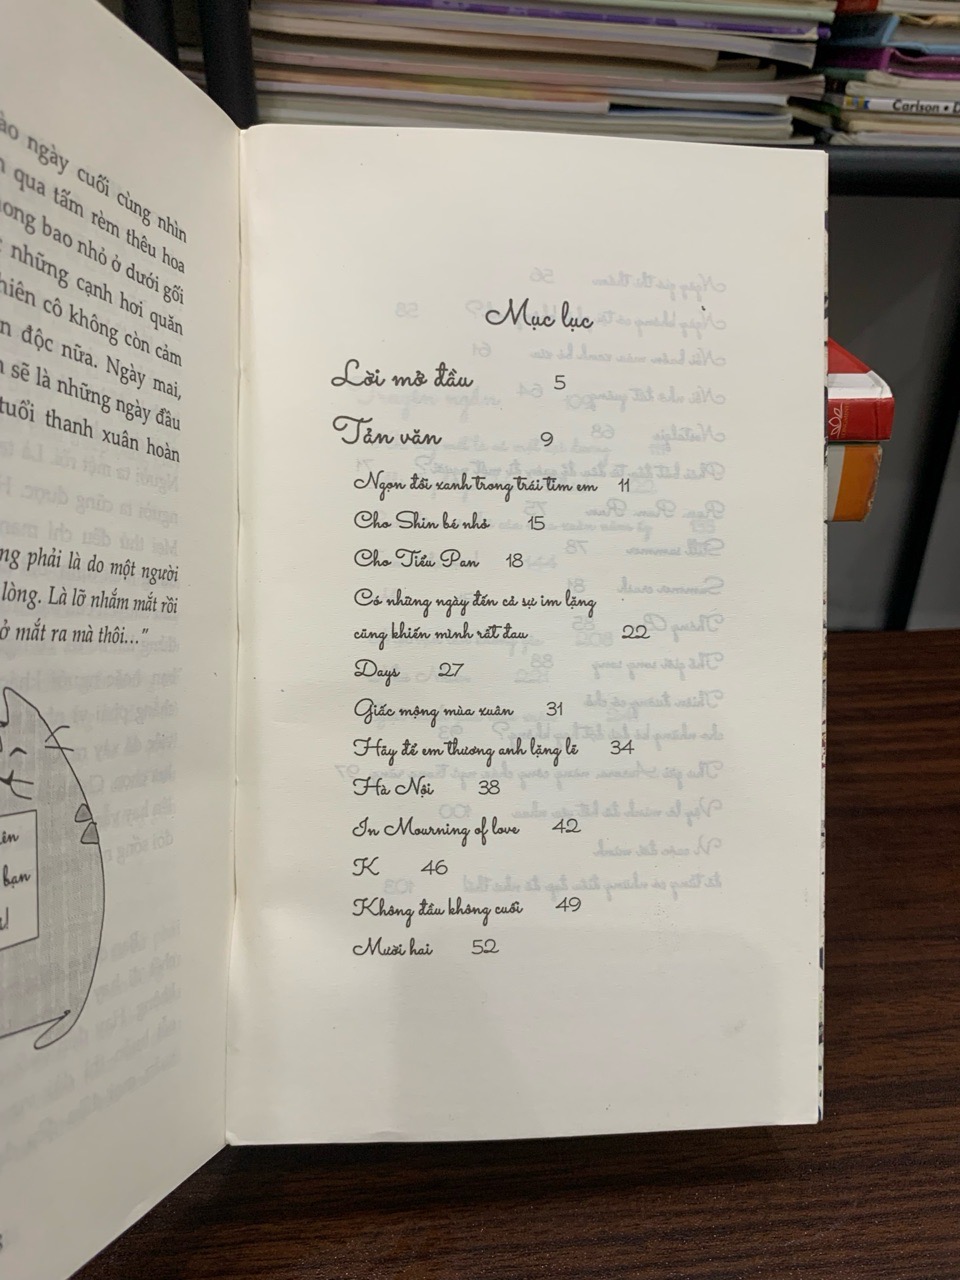 ào ngày cuối cùng nhìn
qua tấm rèm thêu hoa
ong bao nhỏ ở dưới gối
những cạnh hơi quăn
hiên cô không còn cảm
n độc nữa. Ngày mai,
sẽ là những ngày đầu
tuổi thanh xuân hoàn
ng phải là do một người
lòng. Là lỡ nhắm mắt rồi
ở mắt ra mà thôi..."
ên
bạn
!
Mục lục
Lời mở đầu 5
Tản văn 9
Ngọn đồi xanh trong trái tim em 11
Cho Shin bé nhỏ 15
Cho Tiểu Pan 18
Có những ngày đến cả sự im lặng
cũng khiến mình rất đau 22
Days 27
Giấc mộng mùa xuân 31
Hãy để em thương anh lặng lẽ 34
Hà Nội 38
In Mourning of love 42
K 46
Không đầu không cuối 49
Mười hai 52
Carlson • D